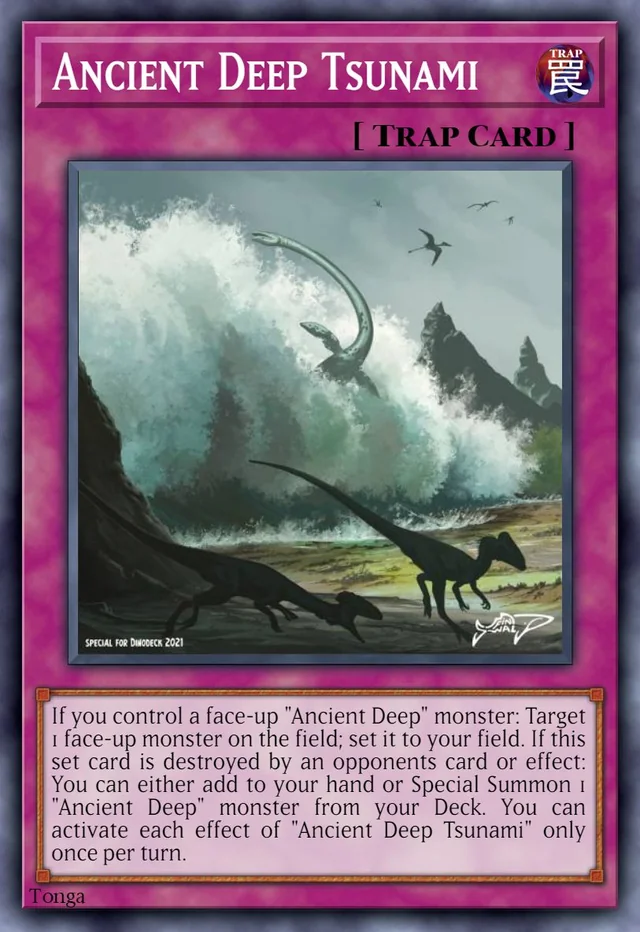 Ancient Deep Tsunami
TRAP
罠
[ Trap Card ]
SPECIAL FOR DINODECK 2021
If you control a face-up "Ancient Deep" monster: Target
1 face-up monster on the field; set it to your field. If this
set card is destroyed by an opponents card or effect:
You can either add to your hand or Special Summon 1
"Ancient Deep" monster from your Deck. You can
activate each effect of "Ancient Deep Tsunami" only
once per turn.
Tonga